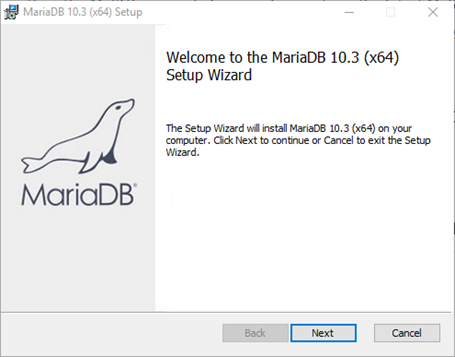 MariaDB 10.3 (x64) Setup
Welcome to the MariaDB 10.3 (x64)
Setup Wizard
The Setup Wizard will install MariaDB 10.3 (x64) on your
computer. Click Next to continue or Cancel to exit the Setup
Wizard.
MariaDB®
Back
Next
Cancel